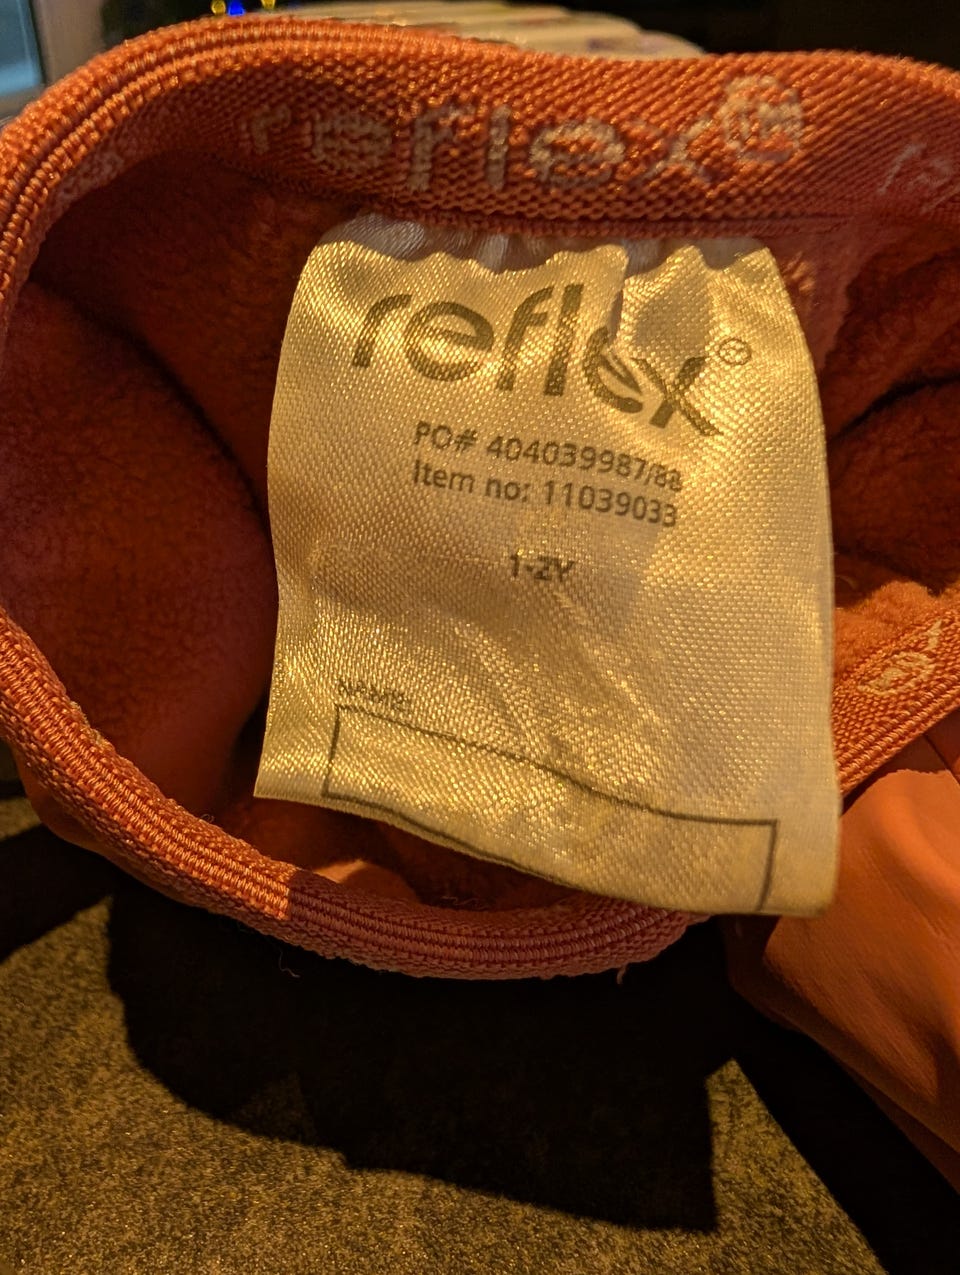 reflex®
reflex®
PO# 404039987/88
Item no: 11039033
1-2Y
NAME: